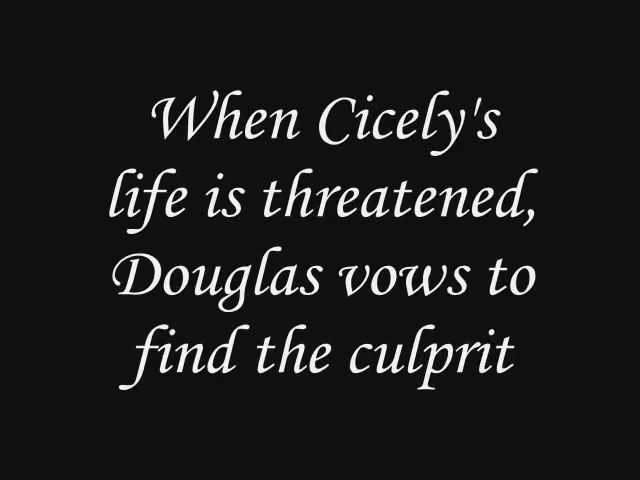 When Cicely's
life is threatened,
Douglas vows to
find the culprit